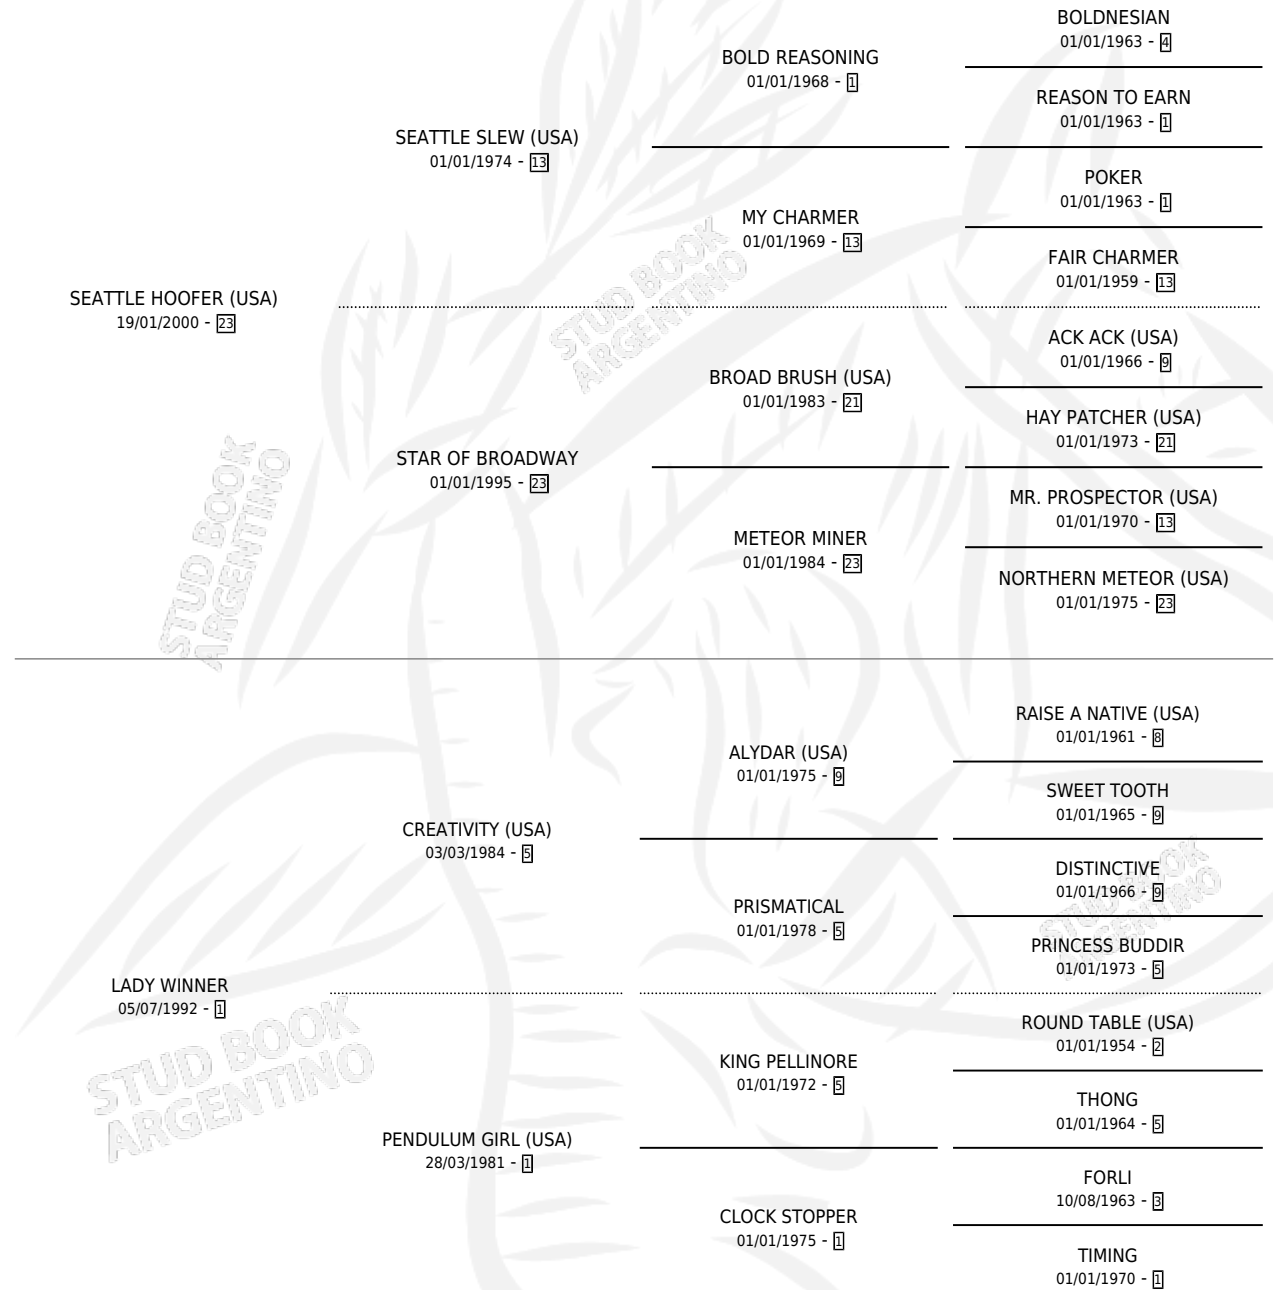 BOLDNESIAN
01/01/1963 - 4
BOLD REASONING
01/01/1968 - 1
REASON TO EARN
01/01/1963 - 1
SEATTLE SLEW (USA)
01/01/1974 - 13
POKER
01/01/1963 - 1
MY CHARMER
01/01/1969 - 13
FAIR CHARMER
01/01/1959 - 13
SEATTLE HOOFER (USA)
19/01/2000 - 23
STUD BOOK
ARGENTINO
ACK ACK (USA)
01/01/1966 - 9
BROAD BRUSH (USA)
01/01/1983 - 21
HAY PATCHER (USA)
01/01/1973 - 21
STAR OF BROADWAY
01/01/1995 - 23
MR. PROSPECTOR (USA)
01/01/1970 - 13
METEOR MINER
01/01/1984 - 23
NORTHERN METEOR (USA)
01/01/1975 - 23
STUD BOOK
ARGENTINO
RAISE A NATIVE (USA)
01/01/1961 - 8
ALYDAR (USA)
01/01/1975 - 9
SWEET TOOTH
01/01/1965 - 9
CREATIVITY (USA)
03/03/1984 - 5
DISTINCTIVE
01/01/1966 - 9
PRISMATICAL
01/01/1978 - 5
STUD BOOK
ARGENTINO
PRINCESS BUDDIR
01/01/1973 - 5
LADY WINNER
05/07/1992 - 1
STUD BOOK
ARGENTINO
ROUND TABLE (USA)
01/01/1954 - 2
KING PELLINORE
01/01/1972 - 5
THONG
01/01/1964 - 5
PENDULUM GIRL (USA)
28/03/1981 - 1
FORLI
10/08/1963 - 3
CLOCK STOPPER
01/01/1975 - 1
TIMING
01/01/1970 - 1